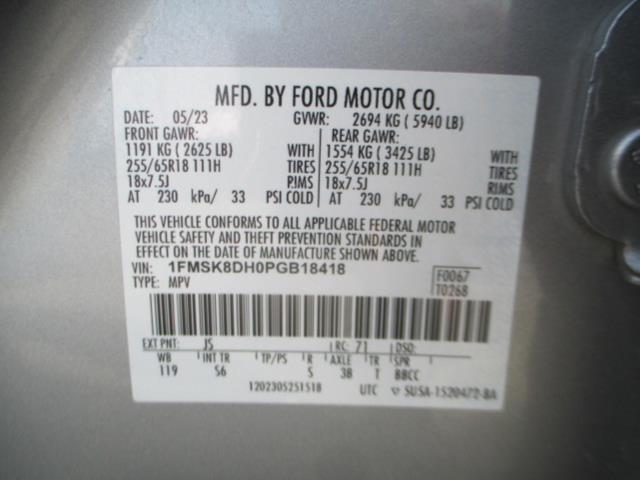 MFD. BY FORD MOTOR CO.
DATE: 05/23 GVWR: 2694 KG ( 5940 LB)
FRONT GAWR: REAR GAWR:
1191 KG ( 2625 LB) WITH 1554 KG ( 3425 LB) WITH
255/65R18 111H TIRES 255/65R18 111H TIRES
18x7.5J RIMS 18x7.5J RIMS
AT 230 kPa/ 33 PSI COLD AT 230 kPa/ 33 PSI COLD
THIS VEHICLE CONFORMS TO ALL APPLICABLE FEDERAL MOTOR
VEHICLE SAFETY AND THEFT PREVENTION STANDARDS IN
EFFECT ON THE DATE OF MANUFACTURE SHOWN ABOVE.
VIN: 1FMSK8DH0PGB18418 F0067
TYPE: MPV T0268
EXT PNT: JS RC: 71 DSO:
WB INT TR TP/PS R AXLE TR SPR
119 S6 S 3B T BBCC
1202305251518 UTC SU5A-1520472-BA